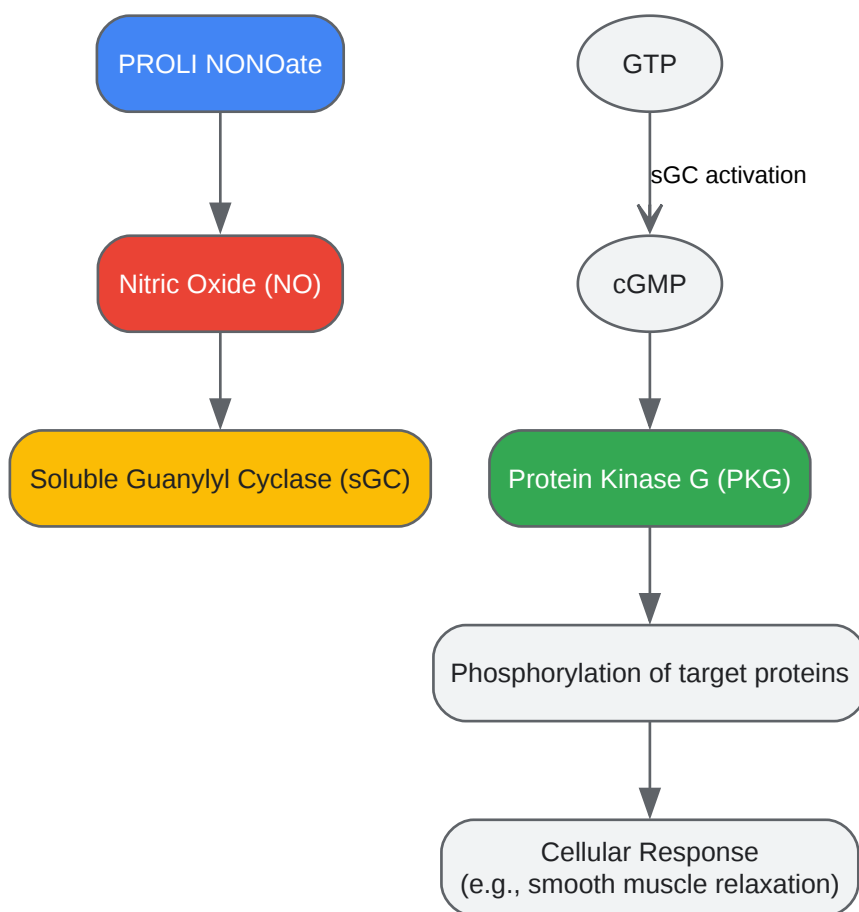 PROLI NONOate
GTP
sGC activation
Nitric Oxide (NO)
cGMP
Soluble Guanylyl Cyclase (sGC)
Protein Kinase G (PKG)
Phosphorylation of target proteins
Cellular Response
(e.g., smooth muscle relaxation)